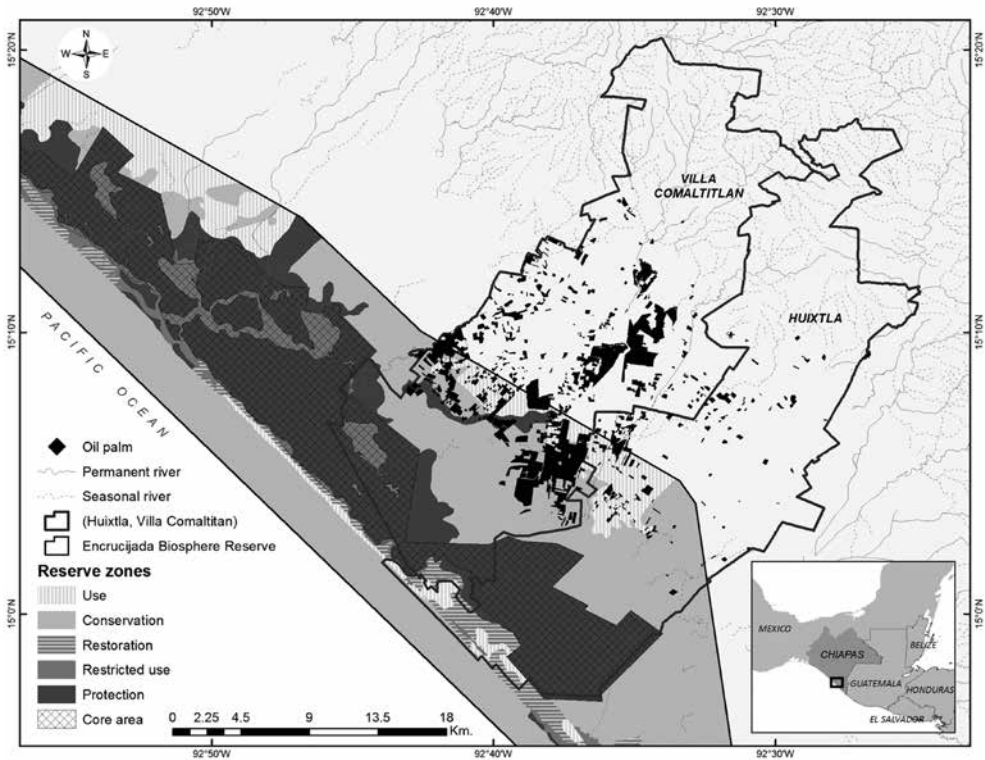 92°50'W 92°40'W 92°30'W
15°20'N 15°20'N
N
W E
S
VILLA
COMALTITLAN
HUIXTLA
15°10'N 15°10'N
PACIFIC OCEAN
Oil palm
Permanent river
Seasonal river
(Huixtla, Villa Comaltitan)
Encrucijada Biosphere Reserve
Reserve zones
Use
Conservation
Restoration
Restricted use
Protection
Core area
0 2.25 4.5 9 13.5 18
Km.
15°0'N 15°0'N
MEXICO
BELIZE
CHIAPAS
GUATEMALA
HONDURAS
EL SALVADOR
92°50'W 92°40'W 92°30'W